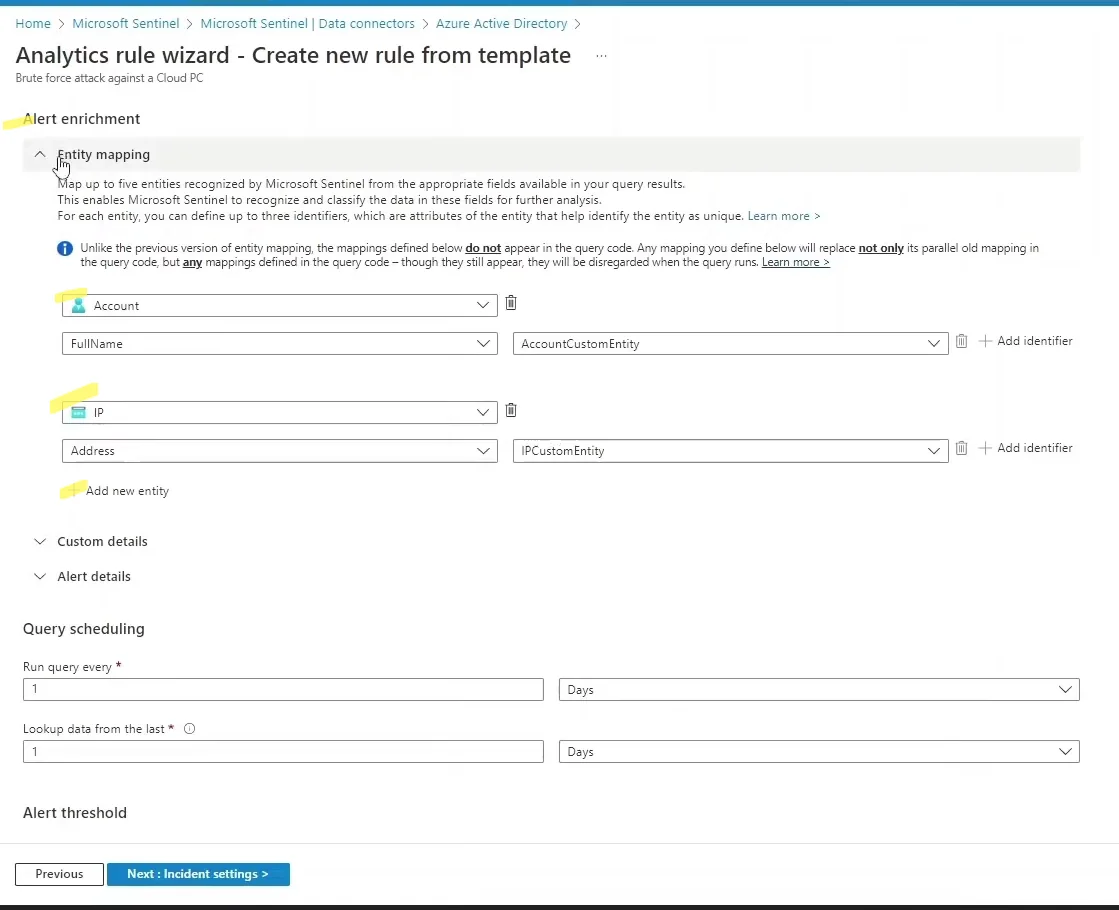 Home > Microsoft Sentinel > Microsoft Sentinel | Data connectors > Azure Active Directory >
Analytics rule wizard - Create new rule from template ...
Brute force attack against a Cloud PC
Alert enrichment
Entity mapping
Map up to five entities recognized by Microsoft Sentinel from the appropriate fields available in your query results.
This enables Microsoft Sentinel to recognize and classify the data in these fields for further analysis.
For each entity, you can define up to three identifiers, which are attributes of the entity that help identify the entity as unique. Learn more >
Unlike the previous version of entity mapping, the mappings defined below do not appear in the query code. Any mapping you define below will replace not only its parallel old mapping in
the query code, but any mappings defined in the query code – though they still appear, they will be disregarded when the query runs. Learn more >
Account
FullName AccountCustomEntity + Add identifier
IP
Address IPCustomEntity + Add identifier
+ Add new entity
Custom details
Alert details
Query scheduling
Run query every *
1 Days
Lookup data from the last *
1 Days
Alert threshold
Previous Next : Incident settings >